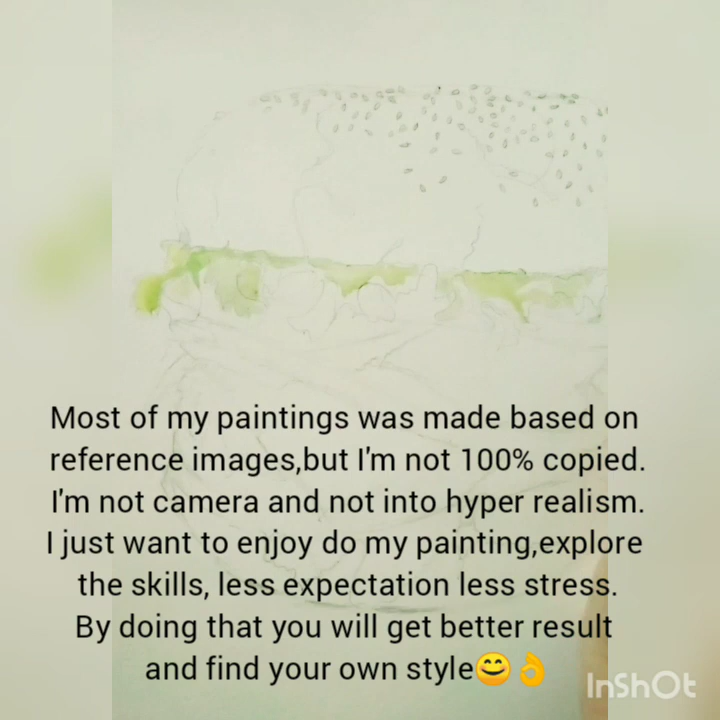 Most of my paintings was made based on
reference images,but I'm not 100% copied.
I'm not camera and not into hyper realism.
I just want to enjoy do my painting,explore
the skills, less expectation less stress.
By doing that you will get better result
and find your own style😊👌
InShOt